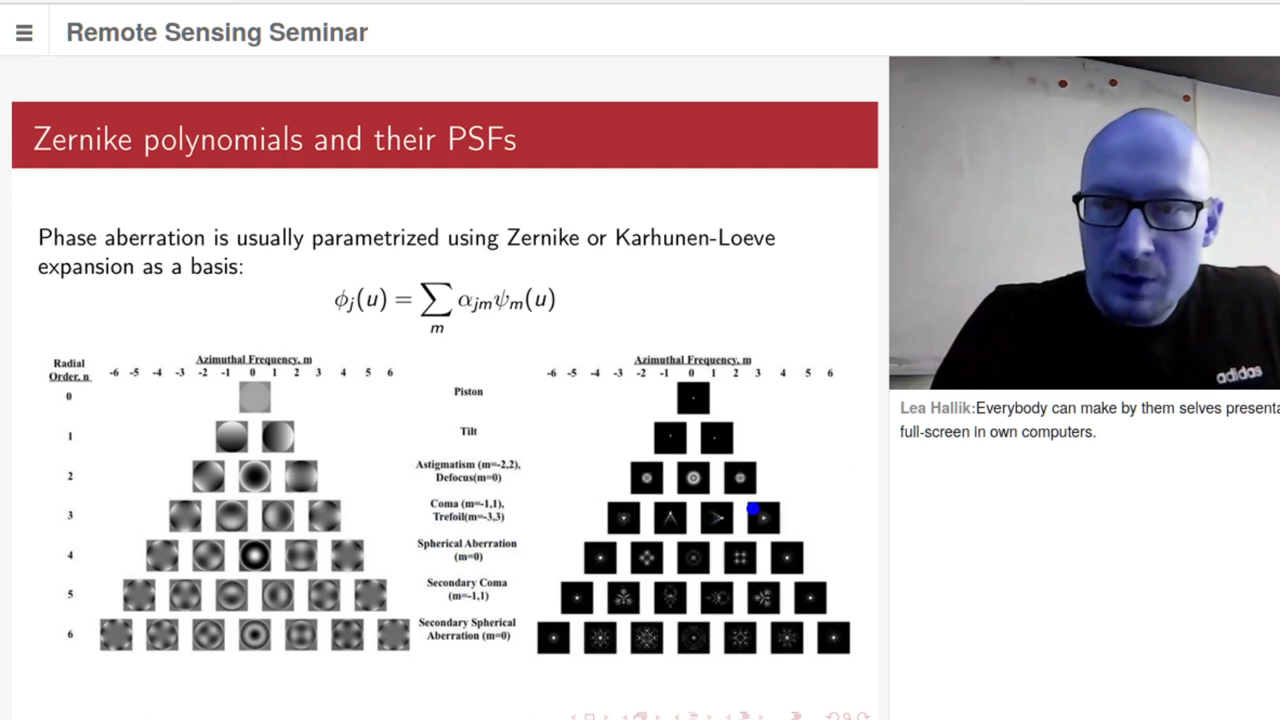 Remote Sensing Seminar
Zernike polynomials and their PSFs
Phase aberration is usually parametrized using Zernike or Karhunen-Loeve
expansion as a basis:
ϕj(u) = ∑m αjmψm(u)
Azimuthal Frequency, m
Radial
Order, n
-6 -5 -4 -3 -2 -1 0 1 2 3 4 5 6
0
1
2
3
4
5
6
Piston
Tilt
Astigmatism (m=-2,2),
Defocus(m=0)
Coma (m=-1,1),
Trefoil(m=-3,3)
Spherical Aberration
(m=0)
Secondary Coma
(m=-1,1)
Secondary Spherical
Aberration (m=0)
Azimuthal Frequency, m
-6 -5 -4 -3 -2 -1 0 1 2 3 4 5 6
adidas
Lea Hallik:Everybody can make by them selves presenta
full-screen in own computers.